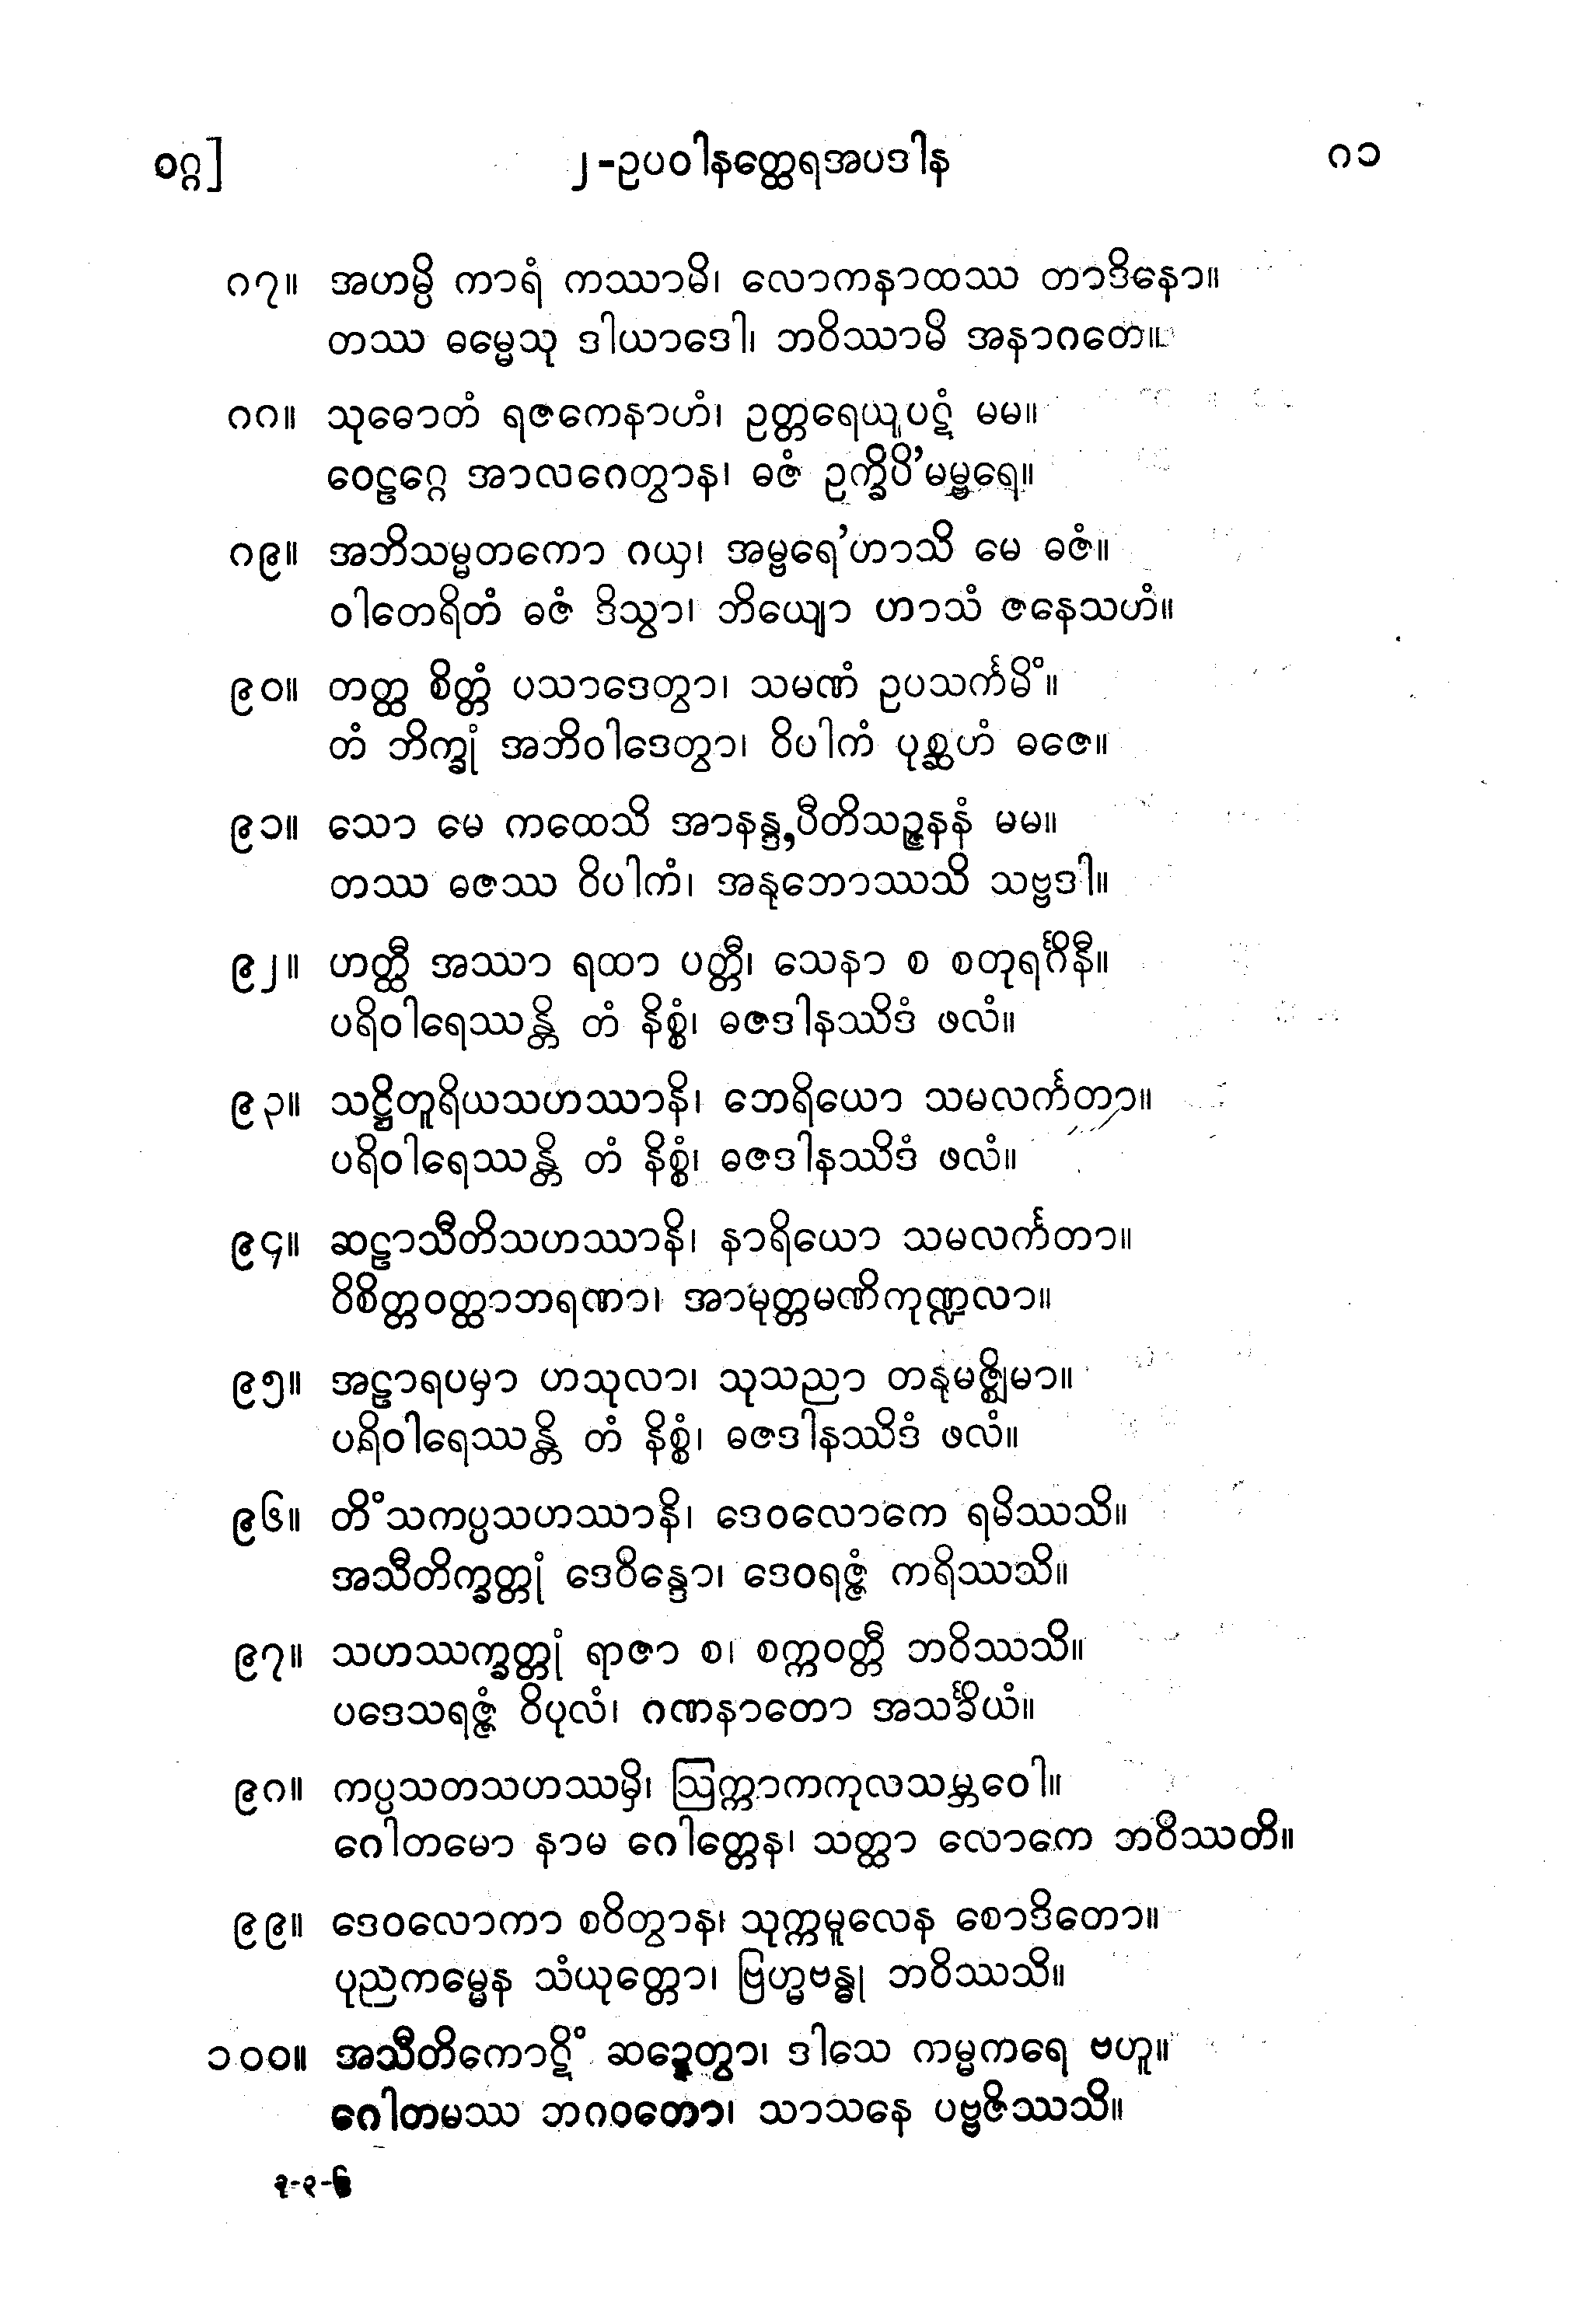 ဝဂ္ဂ] ၂-ဥပဝါနတ္ထေရအပဒါန ၈၁
၈၇။ အဟမ္ပိ ကာရံ ကဿာမိ၊ လောကနာထဿ တာဒိနော။
တဿ ဓမ္မေသု ဒါယာဒေါ၊ ဘဝိဿာမိ အနာဂတေ။
၈၈။ သုဓောတံ ရဇကေနာဟံ၊ ဥတ္တရေယျပဋံ မမ။
ဝေဠဂ္ဂေ အာလဂေတွာန၊ ဓဇံ ဥက္ခိပိ’မမ္ဗရေ။
၈၉။ အဘိသမ္မတကော ဂယှ၊ အမ္ဗရေ’ဟာသိ မေ ဓဇံ။
ဝါတေရိတံ ဓဇံ ဒိသွာ၊ ဘိယျော ဟာသံ ဇနေသဟံ။
၉၀။ တတ္ထ စိတ္တံ ပသာဒေတွာ၊ သမဏံ ဥပသင်္ကမိံ။
တံ ဘိက္ခုံ အဘိဝါဒေတွာ၊ ဝိပါကံ ပုစ္ဆဟံ ဓဇေ။
၉၁။ သော မေ ကထေသိ အာနန္ဒ,ပီတိသဉ္ဇနနံ မမ။
တဿ ဓဇဿ ဝိပါကံ၊ အနုဘောဿသိ သဗ္ဗဒါ။
၉၂။ ဟတ္ထီ အဿာ ရထာ ပတ္တီ၊ သေနာ စ စတုရင်္ဂိနီ။
ပရိဝါရေဿန္တိ တံ နိစ္စံ၊ ဓဇဒါနဿိဒံ ဖလံ။
၉၃။ သဋ္ဌိတူရိယသဟဿာနိ၊ ဘေရိယော သမလင်္ကတာ။
ပရိဝါရေဿန္တိ တံ နိစ္စံ၊ ဓဇဒါနဿိဒံ ဖလံ။
၉၄။ ဆဠာသီတိသဟဿာနိ၊ နာရိယော သမလင်္ကတာ။
ဝိစိတ္တဝတ္ထာဘရဏာ၊ အာမုတ္တမဏိကုဏ္ဍလာ။
၉၅။ အဠာရပမှာ ဟသုလာ၊ သုသညာ တနုမဇ္ဈိမာ။
ပရိဝါရေဿန္တိ တံ နိစ္စံ၊ ဓဇဒါနဿိဒံ ဖလံ။
၉၆။ တိံသကပ္ပသဟဿာနိ၊ ဒေဝလောကေ ရမိဿသိ။
အသီတိက္ခတ္တုံ ဒေဝိန္ဒော၊ ဒေဝရဇ္ဇံ ကရိဿသိ။
၉၇။ သဟဿက္ခတ္တုံ ရာဇာ စ၊ စက္ကဝတ္တီ ဘဝိဿသိ။
ပဒေသရဇ္ဇံ ဝိပုလံ၊ ဂဏနာတော အသင်္ခိယံ။
၉၈။ ကပ္ပသတသဟဿမှိ၊ ဩက္ကာကကုလသမ္ဘဝေါ။
ဂေါတမော နာမ ဂေါတ္တေန၊ သတ္ထာ လောကေ ဘဝိဿတိ။
၉၉။ ဒေဝလောကာ စဝိတွာန၊ သုက္ကမူလေန စောဒိတော။
ပုညကမ္မေန သံယုတ္တော၊ ဗြဟ္မဗန္ဓု ဘဝိဿသိ။
၁၀၀။ အသီတိကောဋိံ ဆဍ္ဍေတွာ၊ ဒါသေ ကမ္မကရေ ဗဟူ။
ဂေါတမဿ ဘဂဝတော၊ သာသနေ ပဗ္ဗဇိဿသိ။
ခု-၃-၆